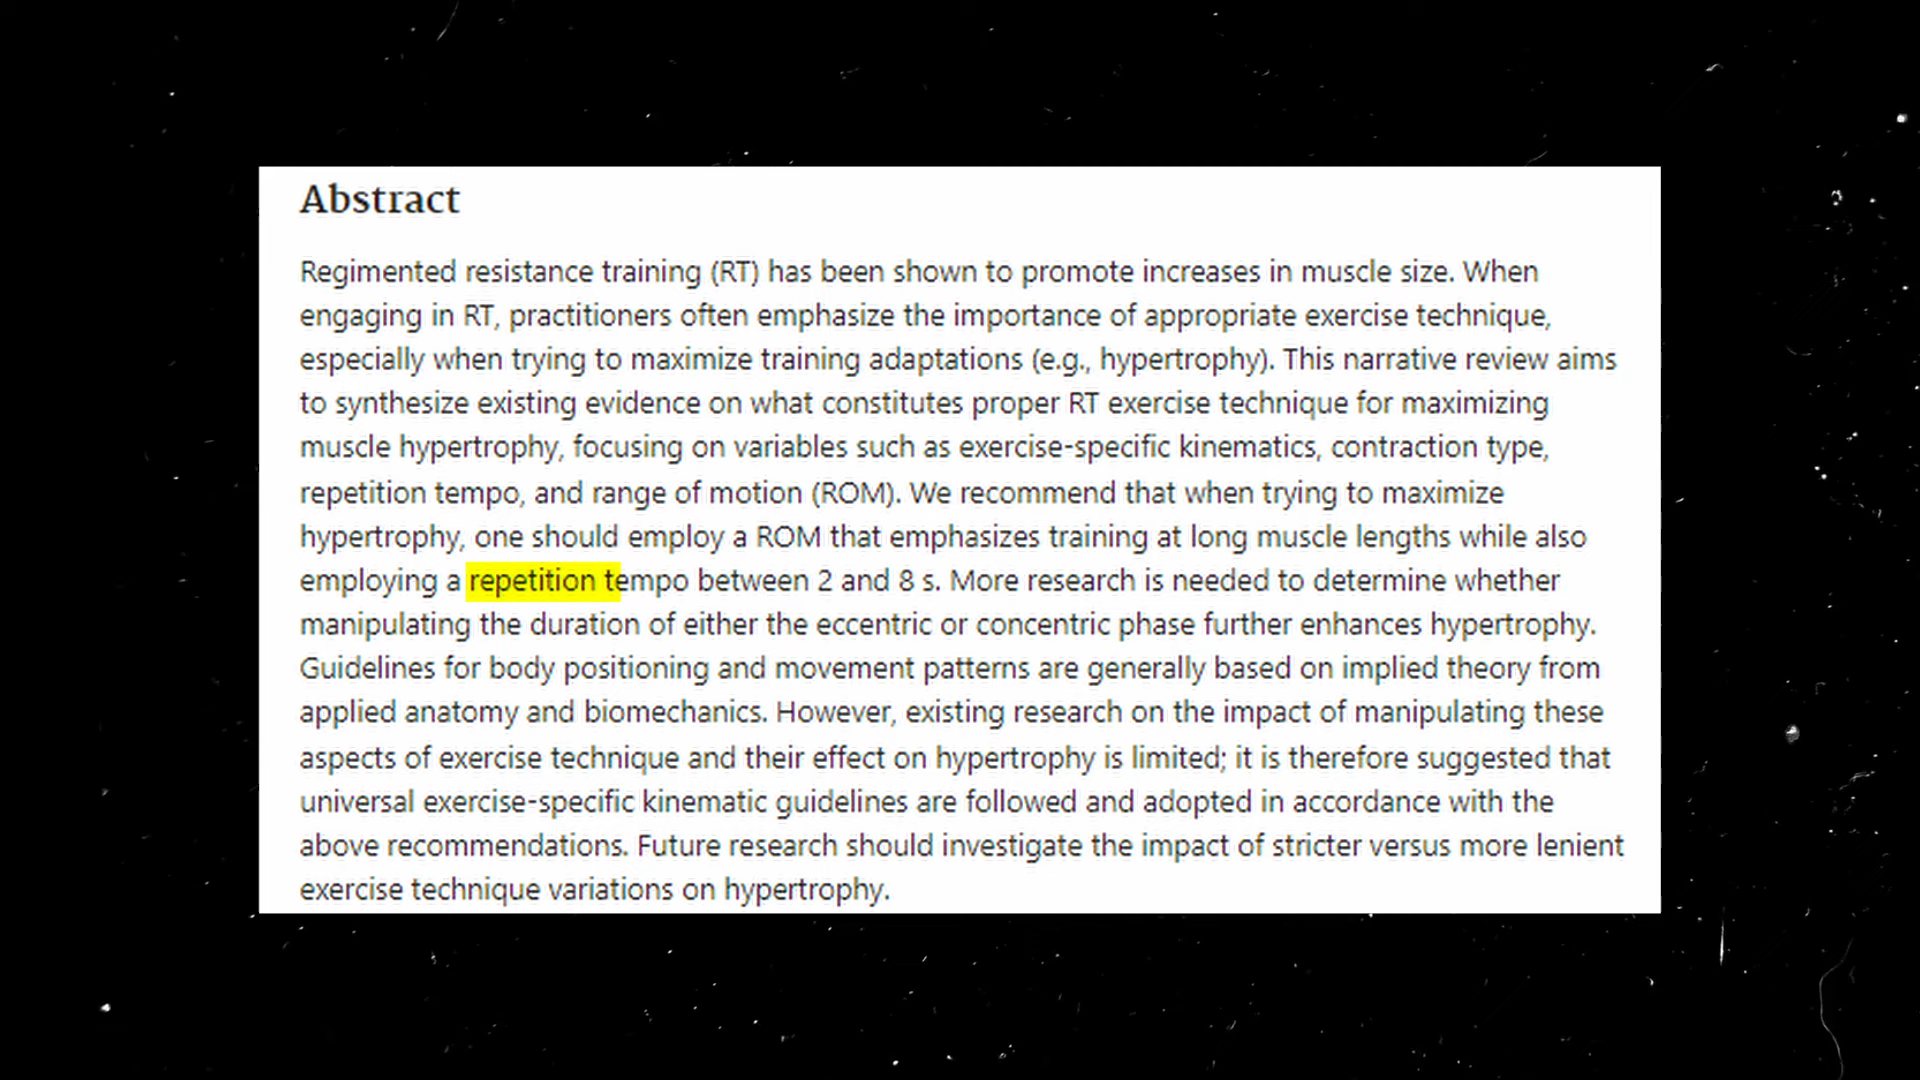 Abstract
Regimented resistance training (RT) has been shown to promote increases in muscle size. When
engaging in RT, practitioners often emphasize the importance of appropriate exercise technique,
especially when trying to maximize training adaptations (e.g., hypertrophy). This narrative review aims
to synthesize existing evidence on what constitutes proper RT exercise technique for maximizing
muscle hypertrophy, focusing on variables such as exercise-specific kinematics, contraction type,
repetition tempo, and range of motion (ROM). We recommend that when trying to maximize
hypertrophy, one should employ a ROM that emphasizes training at long muscle lengths while also
employing a repetition tempo between 2 and 8 s. More research is needed to determine whether
manipulating the duration of either the eccentric or concentric phase further enhances hypertrophy.
Guidelines for body positioning and movement patterns are generally based on implied theory from
applied anatomy and biomechanics. However, existing research on the impact of manipulating these
aspects of exercise technique and their effect on hypertrophy is limited; it is therefore suggested that
universal exercise-specific kinematic guidelines are followed and adopted in accordance with the
above recommendations. Future research should investigate the impact of stricter versus more lenient
exercise technique variations on hypertrophy.